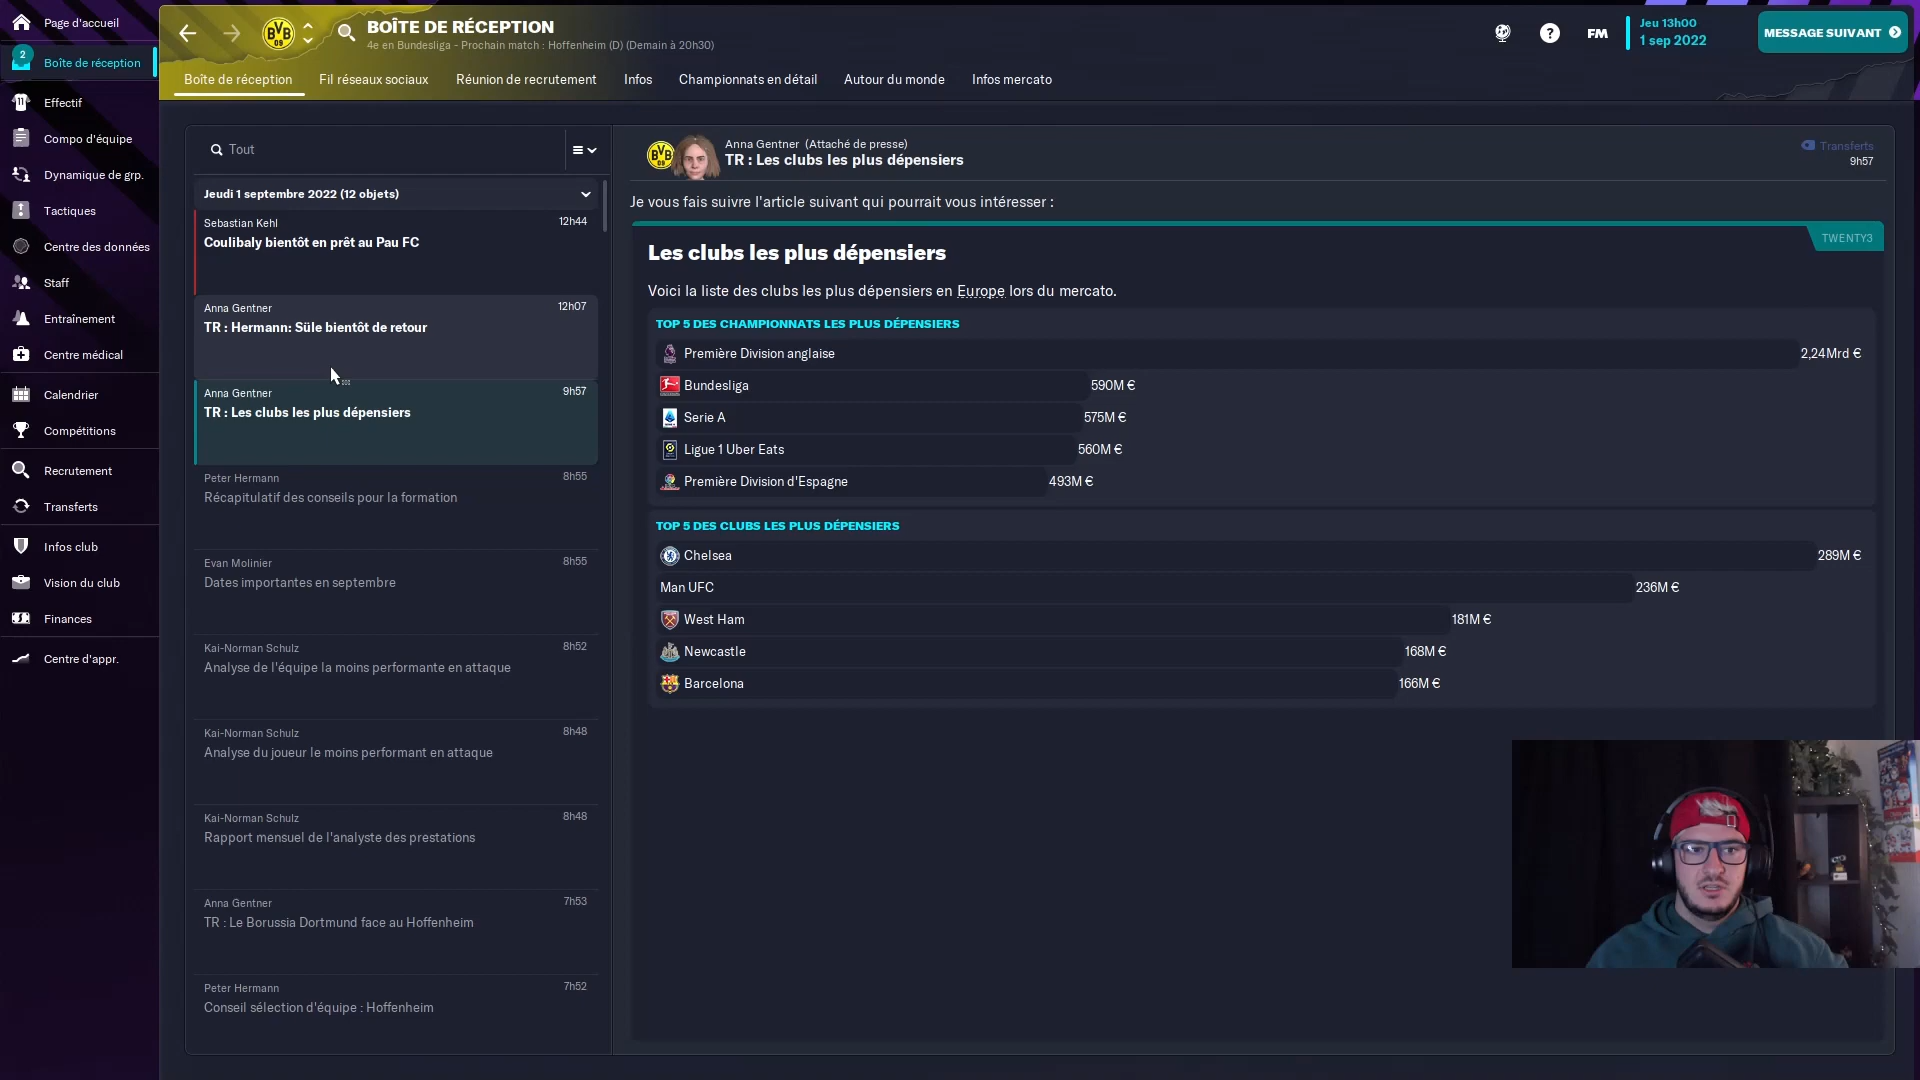 Page d'accueil
2
Boîte de réception
Effectif
Compo d'équipe
Dynamique de grp.
Tactiques
Centre des données
Staff
Entraînement
Centre médical
Calendrier
Compétitions
Recrutement
Transferts
Infos club
Vision du club
Finances
Centre d'appr.
BOÎTE DE RÉCEPTION
4e en Bundesliga - Prochain match : Hoffenheim (D) (Demain à 20h30)
FM
Jeu 13h00
1 sep 2022
MESSAGE SUIVANT
Boîte de réception Fil réseaux sociaux Réunion de recrutement Infos Championnats en détail Autour du monde Infos mercato
Tout
Jeudi 1 septembre 2022 (12 objets)
Sebastian Kehl 12h44
Coulibaly bientôt en prêt au Pau FC
Anna Gentner 12h07
TR : Hermann: Süle bientôt de retour
Anna Gentner 9h57
TR : Les clubs les plus dépensiers
Peter Hermann 8h55
Récapitulatif des conseils pour la formation
Evan Molinier 8h55
Dates importantes en septembre
Kai-Norman Schulz 8h52
Analyse de l'équipe la moins performante en attaque
Kai-Norman Schulz 8h48
Analyse du joueur le moins performant en attaque
Kai-Norman Schulz 8h48
Rapport mensuel de l'analyste des prestations
Anna Gentner 7h53
TR : Le Borussia Dortmund face au Hoffenheim
Peter Hermann 7h52
Conseil sélection d'équipe : Hoffenheim
Anna Gentner (Attaché de presse)
TR : Les clubs les plus dépensiers
Transferts
9h57
Je vous fais suivre l'article suivant qui pourrait vous intéresser :
TWENTY3
Les clubs les plus dépensiers
Voici la liste des clubs les plus dépensiers en Europe lors du mercato.
TOP 5 DES CHAMPIONNATS LES PLUS DÉPENSIERS
Première Division anglaise 2,24Mrd €
Bundesliga 590M €
Serie A 575M €
Ligue 1 Uber Eats 560M €
Première Division d'Espagne 493M €
TOP 5 DES CLUBS LES PLUS DÉPENSIERS
Chelsea 289M €
Man UFC 236M €
West Ham 181M €
Newcastle 168M €
Barcelona 166M €